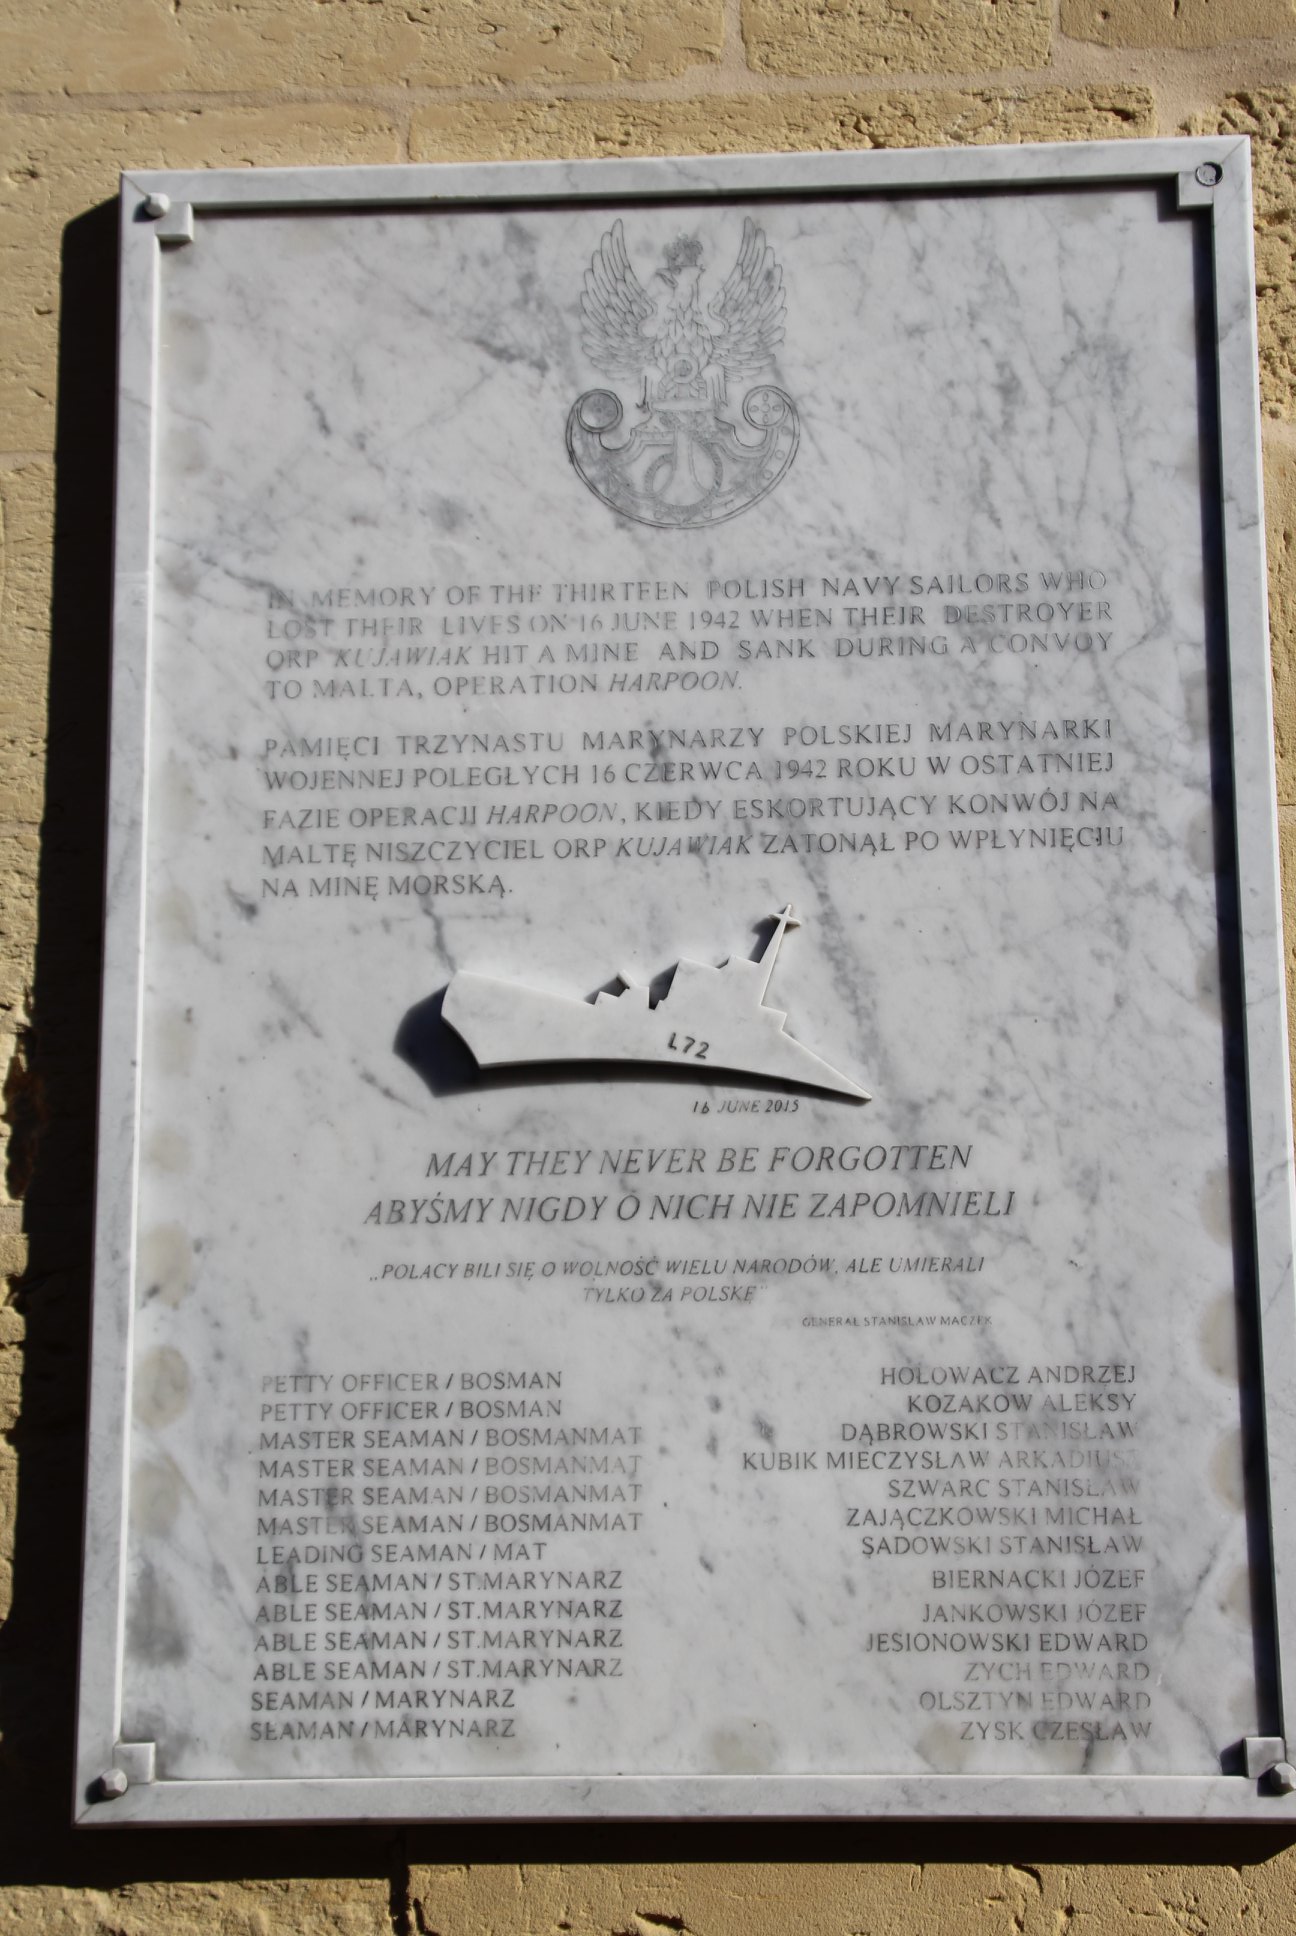 IN MEMORY OF THE THIRTEEN POLISH NAVY SAILORS WHO
LOST THEIR LIVES ON 16 JUNE 1942 WHEN THEIR DESTROYER
ORP KUJAWIAK HIT A MINE AND SANK DURING A CONVOY
TO MALTA, OPERATION HARPOON.
PAMIĘCI TRZYNASTU MARYNARZY POLSKIEJ MARYNARKI
WOJENNEJ POLEGŁYCH 16 CZERWCA 1942 ROKU W OSTATNIEJ
FAZIE OPERACJI HARPOON, KIEDY ESKORTUJĄCY KONWÓJ NA
MALTĘ NISZCZYCIEL ORP KUJAWIAK ZATONĄŁ PO WPŁYNIĘCIU
NA MINĘ MORSKĄ.
L72
16 JUNE 2015
MAY THEY NEVER BE FORGOTTEN
ABYŚMY NIGDY O NICH NIE ZAPOMNIELI
„POLACY BILI SIĘ O WOLNOŚĆ WIELU NARODÓW, ALE UMIERALI
TYLKO ZA POLSKĘ"
GENERAŁ STANISŁAW MACZEK
PETTY OFFICER / BOSMAN HOŁOWACZ ANDRZEJ
PETTY OFFICER / BOSMAN KOZAKOW ALEKSY
MASTER SEAMAN / BOSMANMAT DĄBROWSKI STANISŁAW
MASTER SEAMAN / BOSMANMAT KUBIK MIECZYSŁAW ARKADIUSZ
MASTER SEAMAN / BOSMANMAT SZWARC STANISŁAW
MASTER SEAMAN / BOSMANMAT ZAJĄCZKOWSKI MICHAŁ
LEADING SEAMAN / MAT SADOWSKI STANISŁAW
ABLE SEAMAN / ST.MARYNARZ BIERNACKI JÓZEF
ABLE SEAMAN / ST.MARYNARZ JANKOWSKI JÓZEF
ABLE SEAMAN / ST.MARYNARZ JESIONOWSKI EDWARD
ABLE SEAMAN / ST.MARYNARZ ZYCH EDWARD
SEAMAN / MARYNARZ OLSZTYN EDWARD
SEAMAN / MARYNARZ ZYSK CZESŁAW